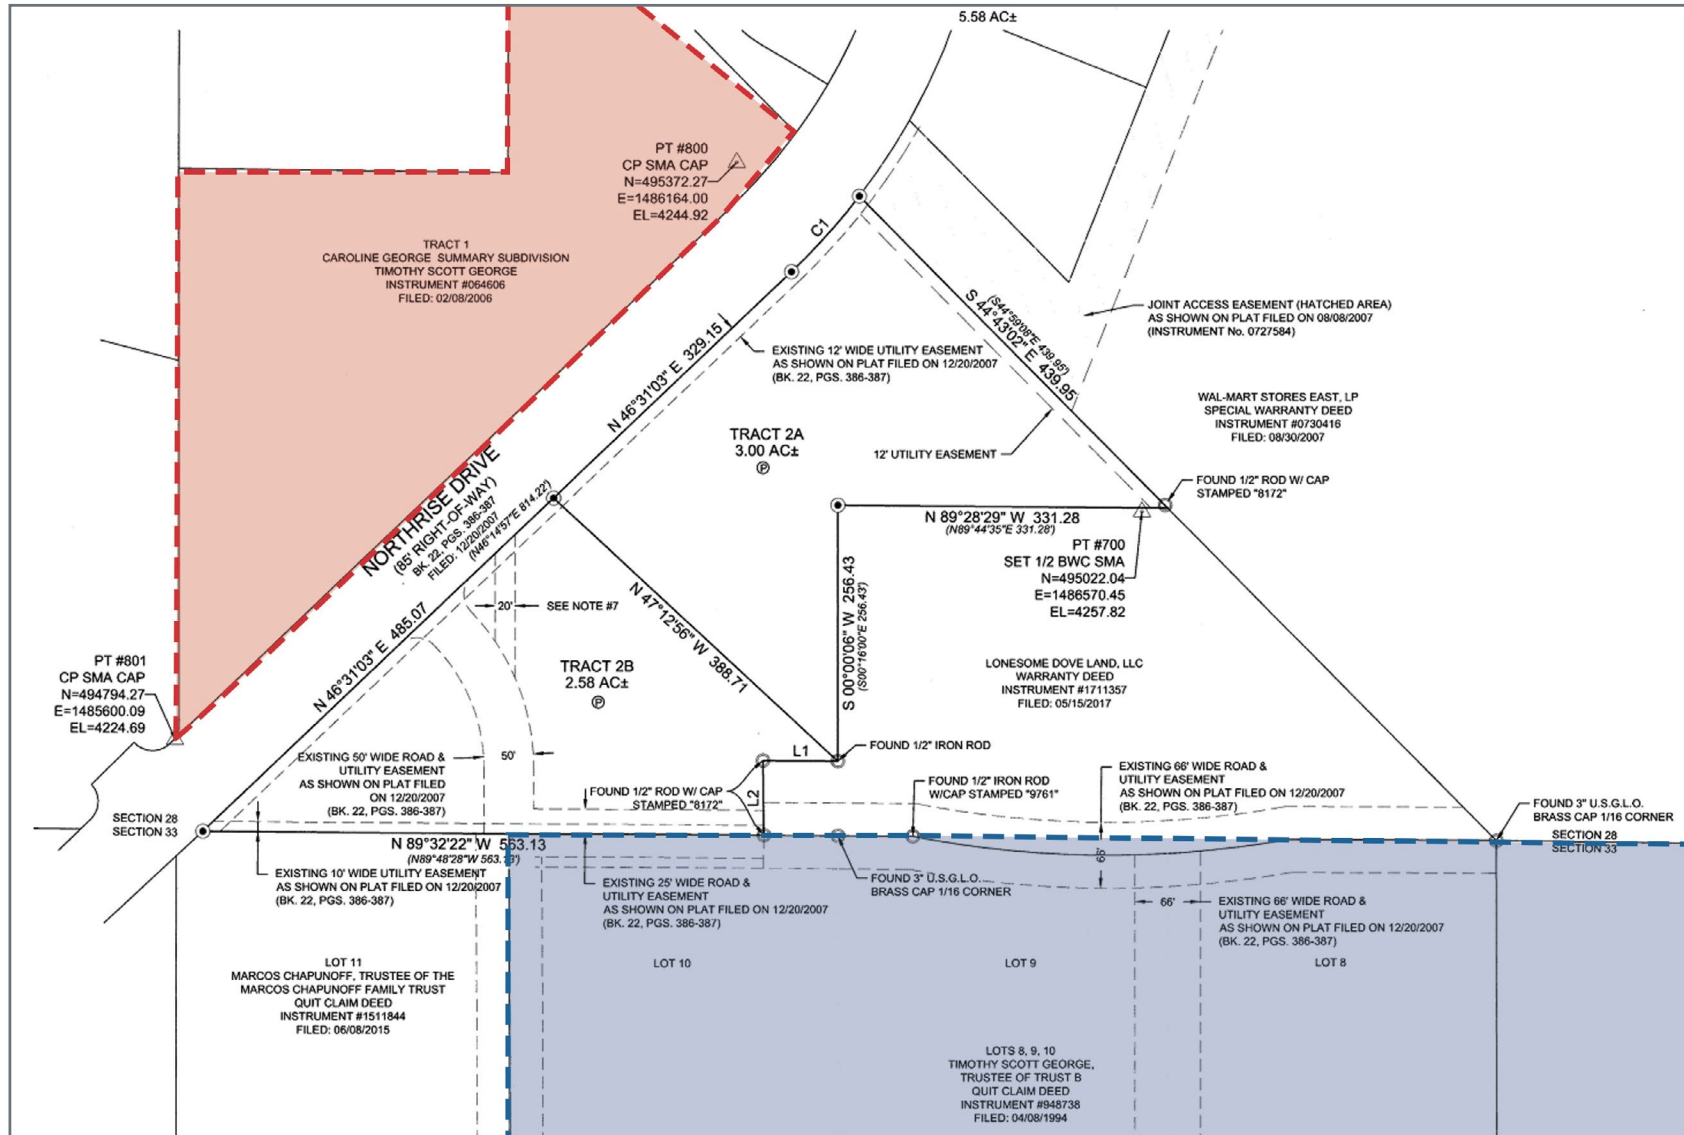 5.58 AC±
PT #800
CP SMA CAP
N=495372.27
E=1486164.00
EL=4244.92
TRACT 1
CAROLINE GEORGE SUMMARY SUBDIVISION
TIMOTHY SCOTT GEORGE
INSTRUMENT #064606
FILED: 02/08/2006
C1
JOINT ACCESS EASEMENT (HATCHED AREA)
AS SHOWN ON PLAT FILED ON 08/08/2007
(INSTRUMENT No. 0727584)
(S44°59'08"E 439.95')
S 44°43'02" E 439.95
N 46°31'03" E 329.15
EXISTING 12' WIDE UTILITY EASEMENT
AS SHOWN ON PLAT FILED ON 12/20/2007
(BK. 22, PGS. 386-387)
WAL-MART STORES EAST, LP
SPECIAL WARRANTY DEED
INSTRUMENT #0730416
FILED: 08/30/2007
TRACT 2A
3.00 AC±
P
12' UTILITY EASEMENT
FOUND 1/2" ROD W/ CAP
STAMPED "8172"
NORTHRISE DRIVE
(85' RIGHT-OF-WAY)
BK. 22, PGS. 386-387
FILED: 12/20/2007
(N46°14'57"E 814.22')
N 89°28'29" W 331.28
(N89°44'35"E 331.28')
PT #700
SET 1/2 BWC SMA
N=495022.04
E=1486570.45
EL=4257.82
S 00°00'06" W 256.43
(S00°16'00"E 256.43')
N 47°12'56" W 388.71
20'
SEE NOTE #7
N 46°31'03" E 485.07
PT #801
CP SMA CAP
N=494794.27
E=1485600.09
EL=4224.69
TRACT 2B
2.58 AC±
P
LONESOME DOVE LAND, LLC
WARRANTY DEED
INSTRUMENT #1711357
FILED: 05/15/2017
L1
FOUND 1/2" IRON ROD
EXISTING 50' WIDE ROAD &
UTILITY EASEMENT
AS SHOWN ON PLAT FILED
ON 12/20/2007
(BK. 22, PGS. 386-387)
50'
FOUND 1/2" ROD W/ CAP
STAMPED "8172"
L2
FOUND 1/2" IRON ROD
W/CAP STAMPED "9761"
EXISTING 66' WIDE ROAD &
UTILITY EASEMENT
AS SHOWN ON PLAT FILED ON 12/20/2007
(BK. 22, PGS. 386-387)
FOUND 3" U.S.G.L.O.
BRASS CAP 1/16 CORNER
SECTION 28
SECTION 33
SECTION 28
SECTION 33
N 89°32'22" W 563.13
(N89°48'28"W 563.13')
EXISTING 10' WIDE UTILITY EASEMENT
AS SHOWN ON PLAT FILED ON 12/20/2007
(BK. 22, PGS. 386-387)
EXISTING 25' WIDE ROAD &
UTILITY EASEMENT
AS SHOWN ON PLAT FILED ON 12/20/2007
(BK. 22, PGS. 386-387)
FOUND 3" U.S.G.L.O.
BRASS CAP 1/16 CORNER
66'
66'
EXISTING 66' WIDE ROAD &
UTILITY EASEMENT
AS SHOWN ON PLAT FILED ON 12/20/2007
(BK. 22, PGS. 386-387)
LOT 11
MARCOS CHAPUNOFF, TRUSTEE OF THE
MARCOS CHAPUNOFF FAMILY TRUST
QUIT CLAIM DEED
INSTRUMENT #1511844
FILED: 06/08/2015
LOT 10
LOT 9
LOT 8
LOTS 8, 9, 10
TIMOTHY SCOTT GEORGE,
TRUSTEE OF TRUST B
QUIT CLAIM DEED
INSTRUMENT #948738
FILED: 04/08/1994